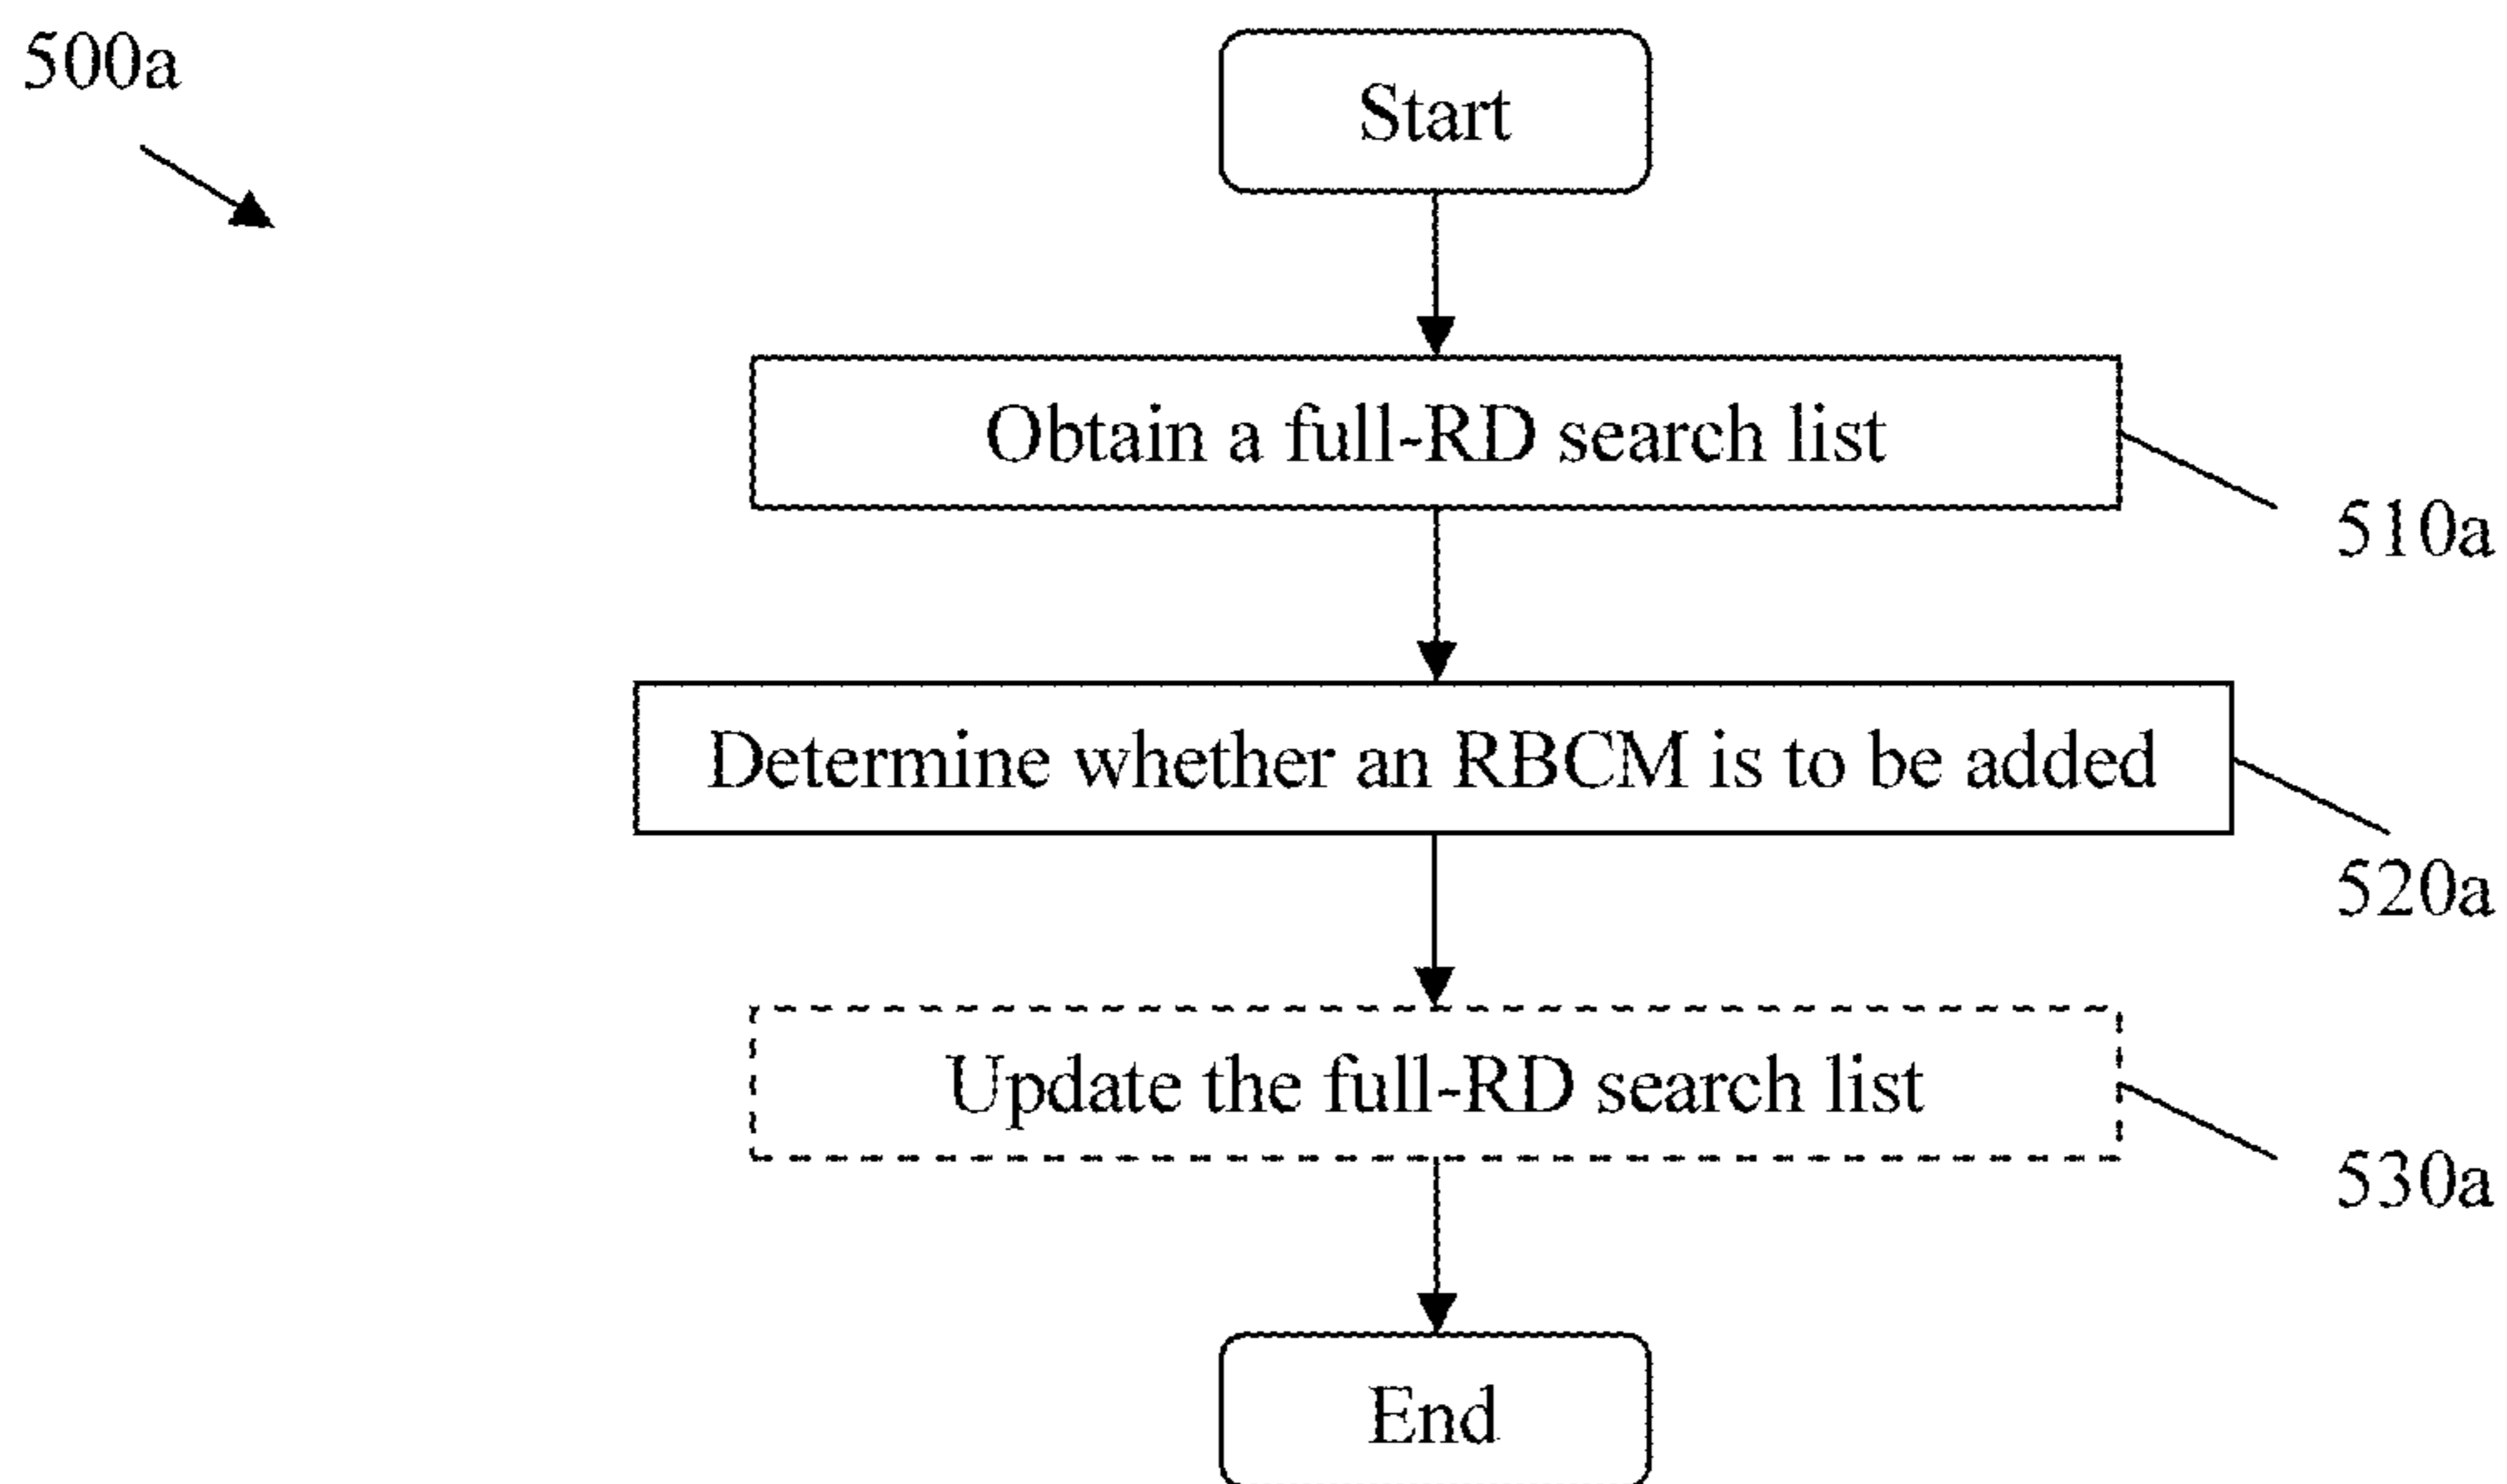 500a
Start
Obtain a full-RD search list
510a
Determine whether an RBCM is to be added
520a
Update the full-RD search list
530a
End